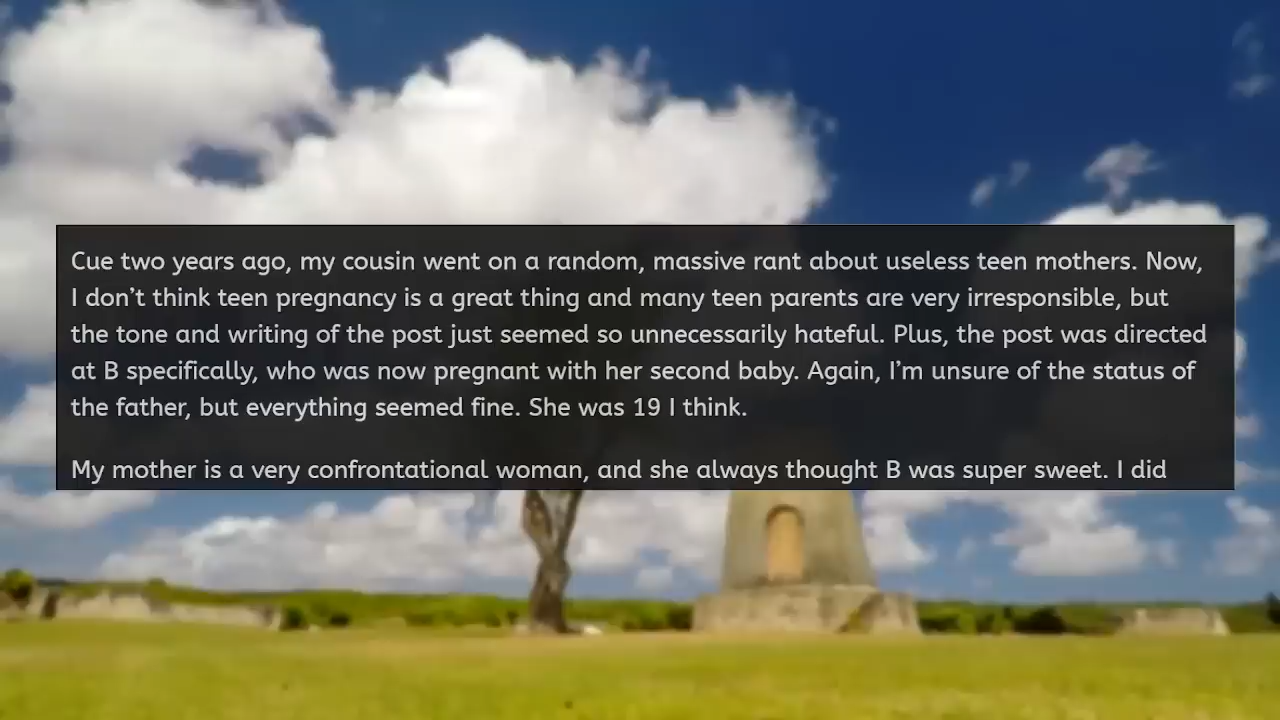 Cue two years ago, my cousin went on a random, massive rant about useless teen mothers. Now,
I don’t think teen pregnancy is a great thing and many teen parents are very irresponsible, but
the tone and writing of the post just seemed so unnecessarily hateful. Plus, the post was directed
at B specifically, who was now pregnant with her second baby. Again, I’m unsure of the status of
the father, but everything seemed fine. She was 19 I think.
My mother is a very confrontational woman, and she always thought B was super sweet. I did